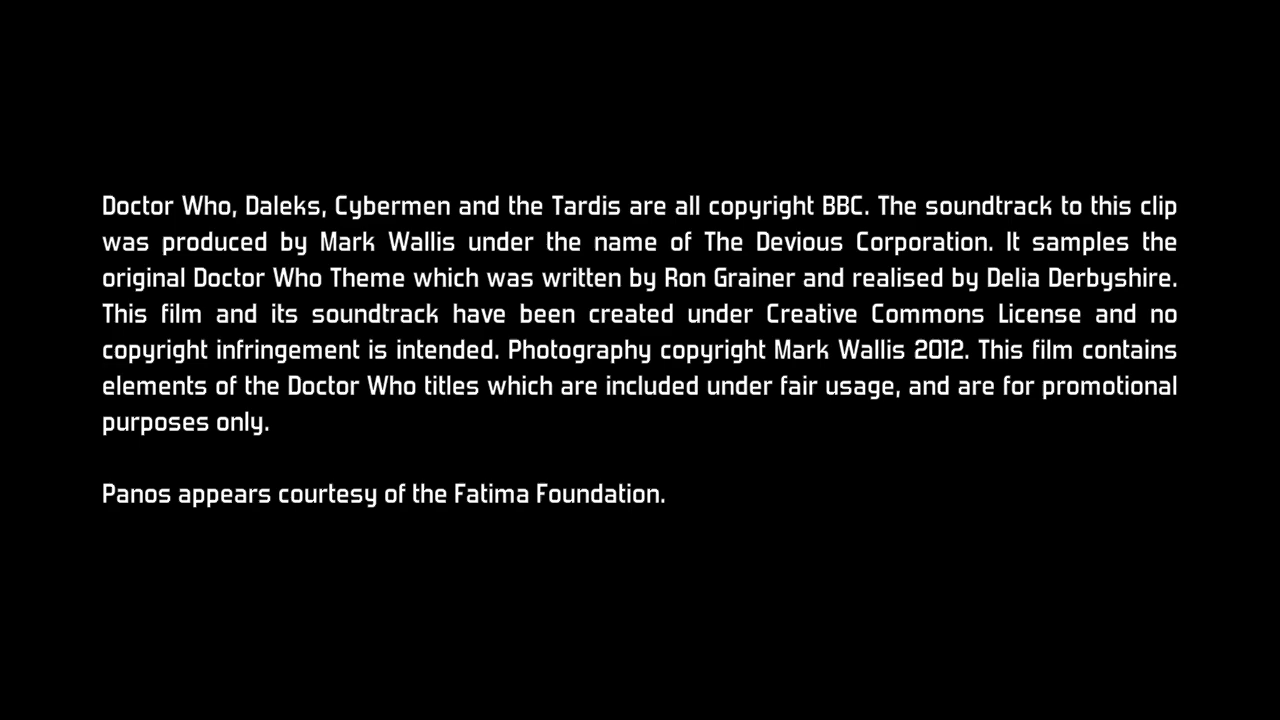 Doctor Who, Daleks, Cybermen and the Tardis are all copyright BBC. The soundtrack to this clip
was produced by Mark Wallis under the name of The Devious Corporation. It samples the
original Doctor Who Theme which was written by Ron Grainer and realised by Delia Derbyshire.
This film and its soundtrack have been created under Creative Commons License and no
copyright infringement is intended. Photography copyright Mark Wallis 2012. This film contains
elements of the Doctor Who titles which are included under fair usage, and are for promotional
purposes only.
Panos appears courtesy of the Fatima Foundation.